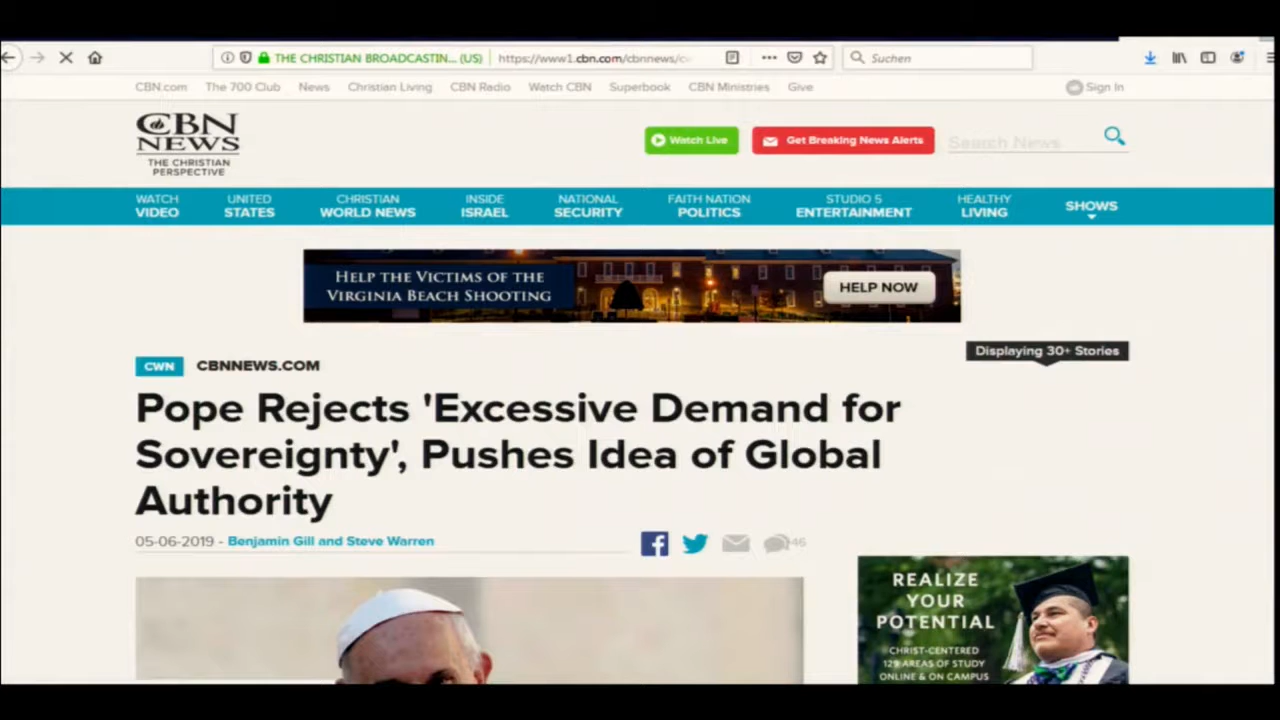 THE CHRISTIAN BROADCASTIN... (US)
https://www1.cbn.com/cbnnews/c
Suchen
CBN.com The 700 Club News Christian Living CBN Radio Watch CBN Superbook CBN Ministries Give
Sign In
CBN
NEWS
THE CHRISTIAN
PERSPECTIVE
Watch Live
Get Breaking News Alerts
Search News
WATCH
VIDEO
UNITED
STATES
CHRISTIAN
WORLD NEWS
INSIDE
ISRAEL
NATIONAL
SECURITY
FAITH NATION
POLITICS
STUDIO 5
ENTERTAINMENT
HEALTHY
LIVING
SHOWS
HELP THE VICTIMS OF THE
VIRGINIA BEACH SHOOTING
HELP NOW
Displaying 30+ Stories
CWN CBNNEWS.COM
Pope Rejects 'Excessive Demand for
Sovereignty', Pushes Idea of Global
Authority
05-06-2019 - Benjamin Gill and Steve Warren
46
REALIZE
YOUR
POTENTIAL
CHRIST-CENTERED
129 AREAS OF STUDY
ONLINE & ON CAMPUS